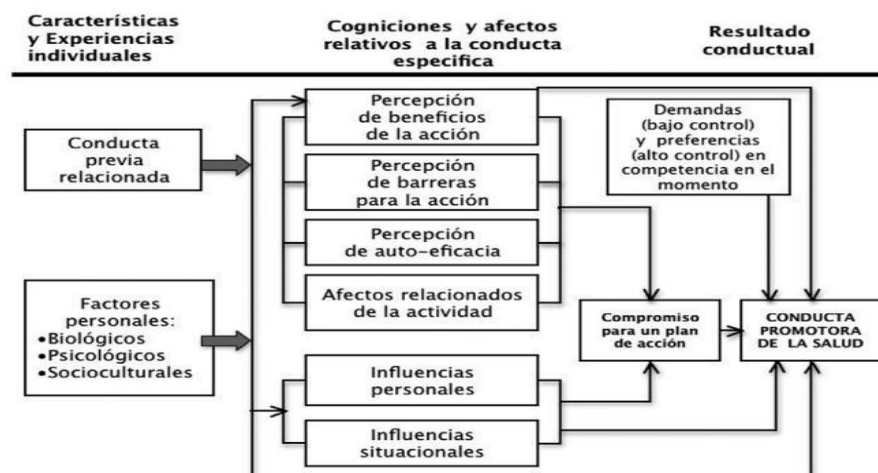 Características
y Experiencias
individuales
Cogniciones y afectos
relativos a la conducta
especifica
Resultado
conductual
Conducta
previa
relacionada
Factores
personales:
•Biológicos
•Psicológicos
•Socioculturales
Percepción
de beneficios
de la acción
Percepción
de barreras
para la acción
Percepción
de auto-eficacia
Afectos relacionados
de la actividad
Influencias
personales
Influencias
situacionales
Demandas
(bajo control)
y preferencias
(alto control) en
competencia en el
momento
Compromiso
para un plan
de acción
CONDUCTA
PROMOTORA
DE LA SALUD